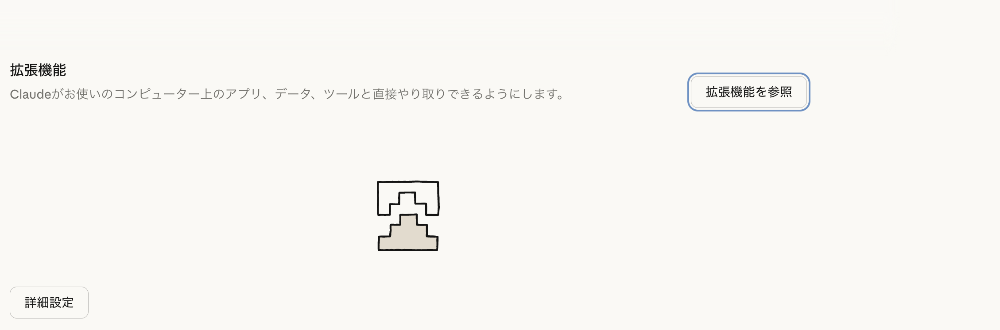 拡張機能
Claudeがお使いのコンピューター上のアプリ、データ、ツールと直接やり取りできるようにします。
拡張機能を参照
詳細設定